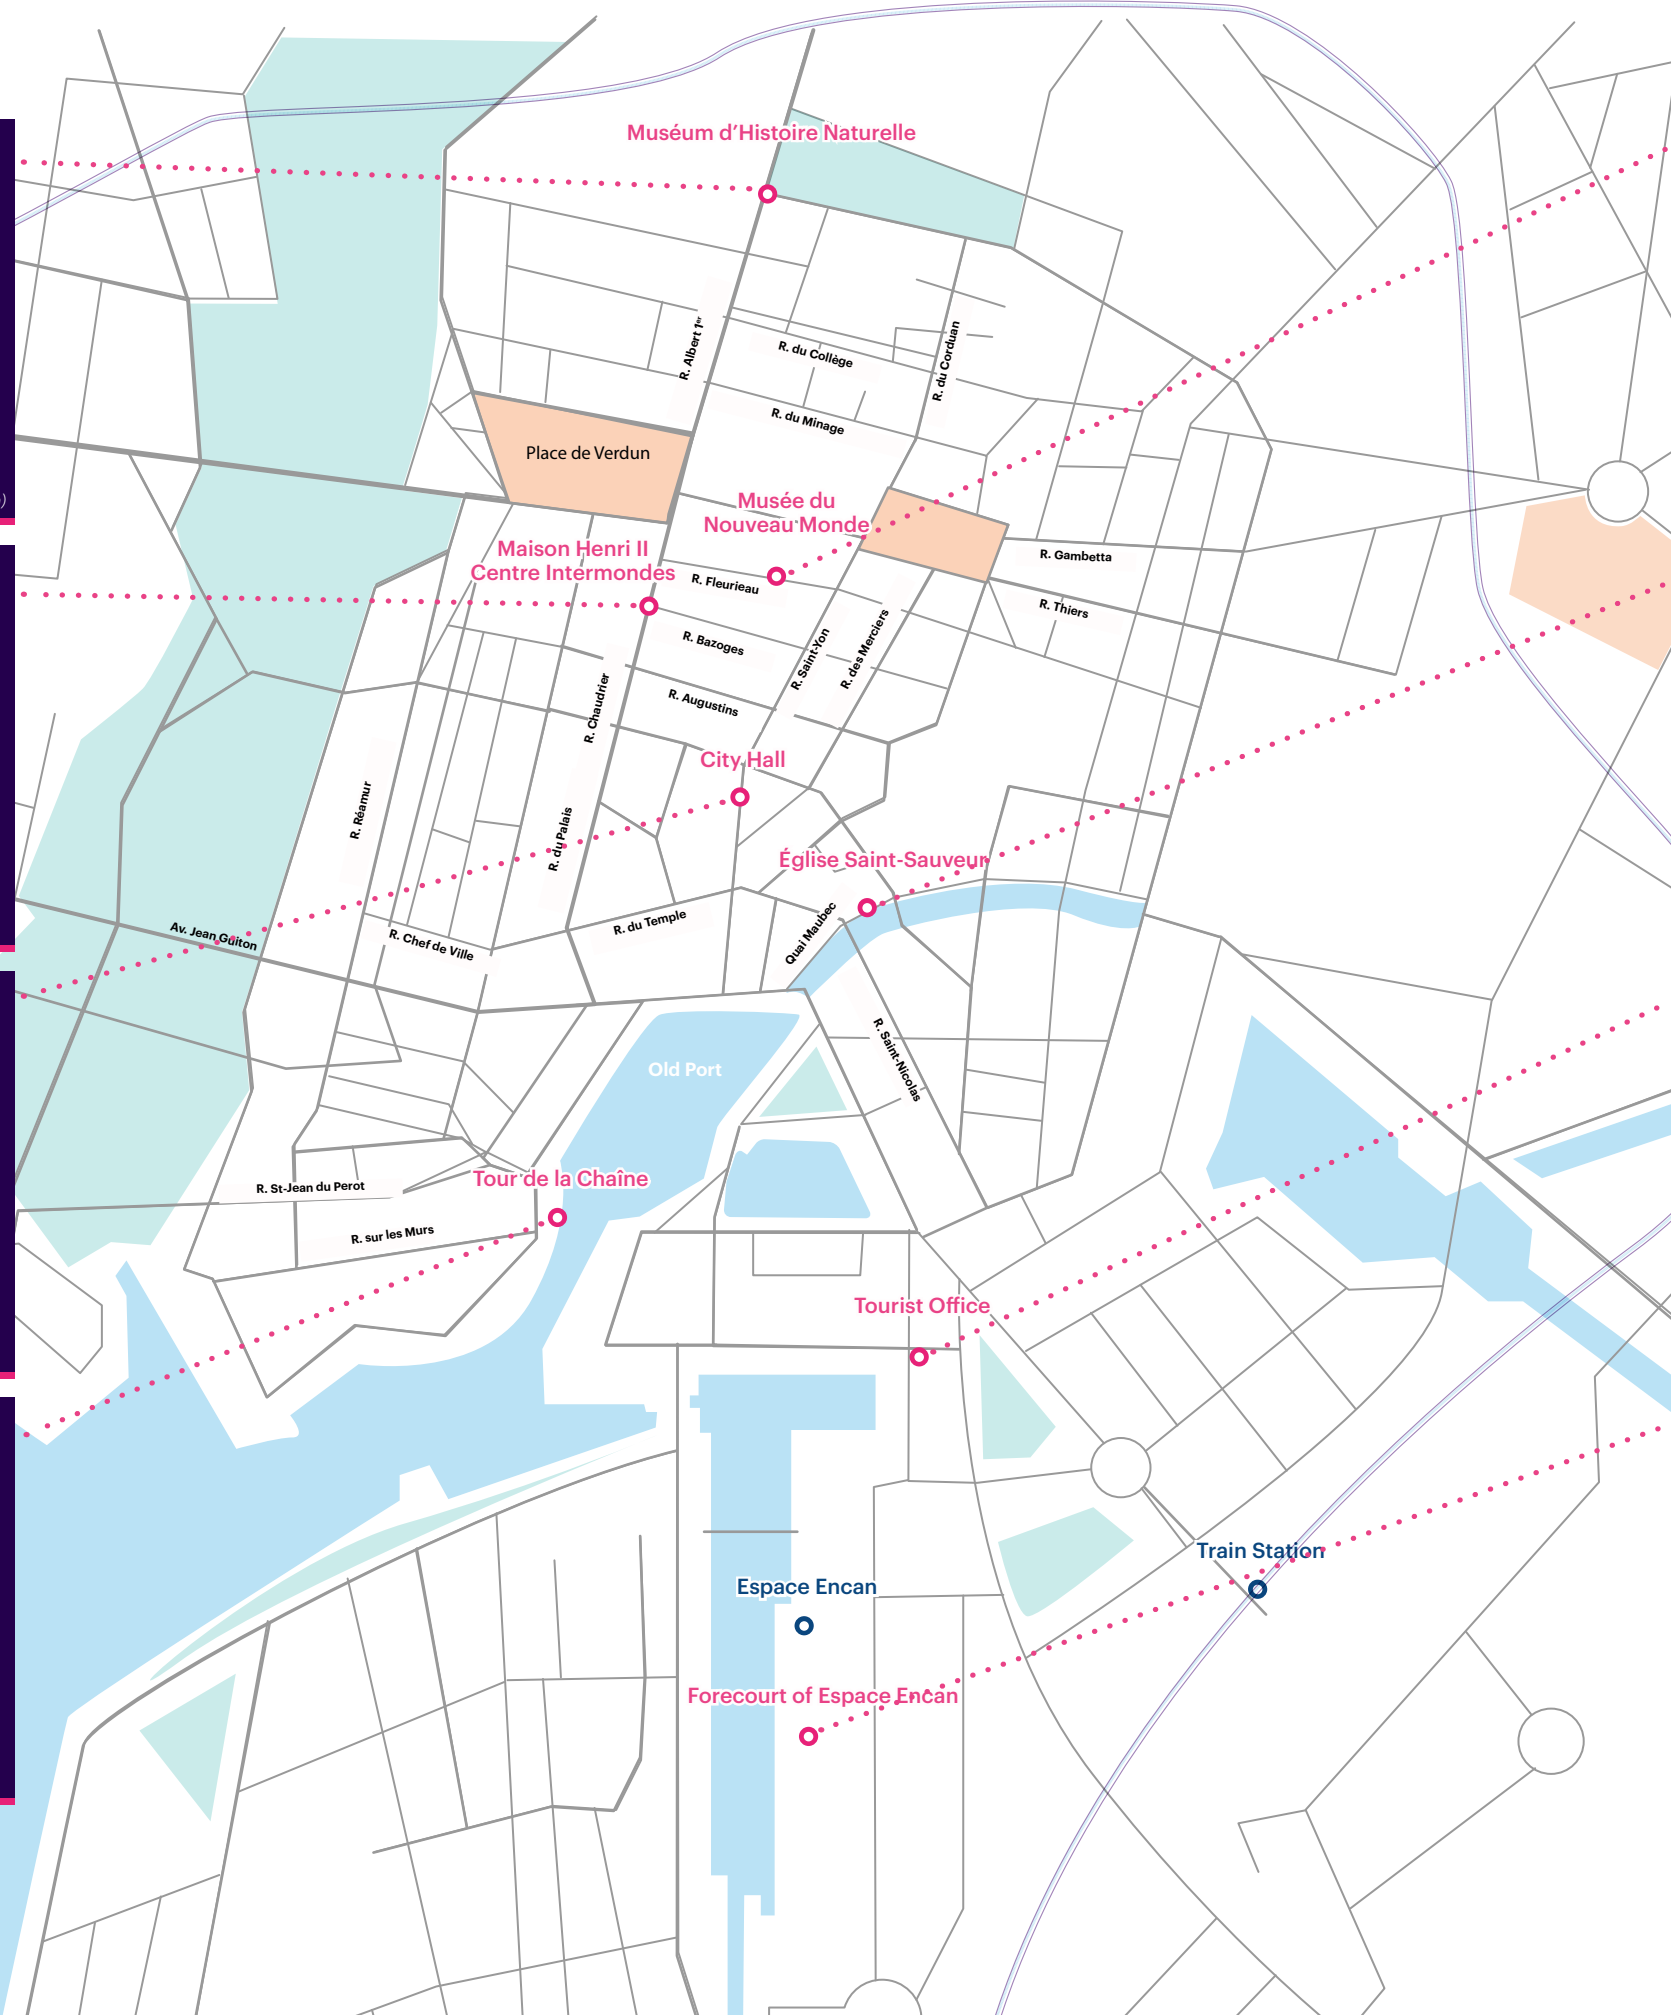 Muséum d’Histoire Naturelle
R. Albert 1er
R. du Collège
R. du Corduan
R. du Minage
Place de Verdun
)
Musée du
Nouveau Monde
Maison Henri II
Centre Intermondes
R. Gambetta
R. Fleurieau
R. Thiers
R. Bazoges
R. Saint-Yon
R. des Merciers
R. Augustins
R. Chaudrier
City Hall
R. Réamur
R. du Palais
Église Saint-Sauveur
Quai Maubec
R. du Temple
Av. Jean Guiton
R. Chef de Ville
Old Port
R. Saint-Nicolas
Tour de la Chaîne
R. St-Jean du Perot
R. sur les Murs
Tourist Office
Train Station
Espace Encan
Forecourt of Espace Encan